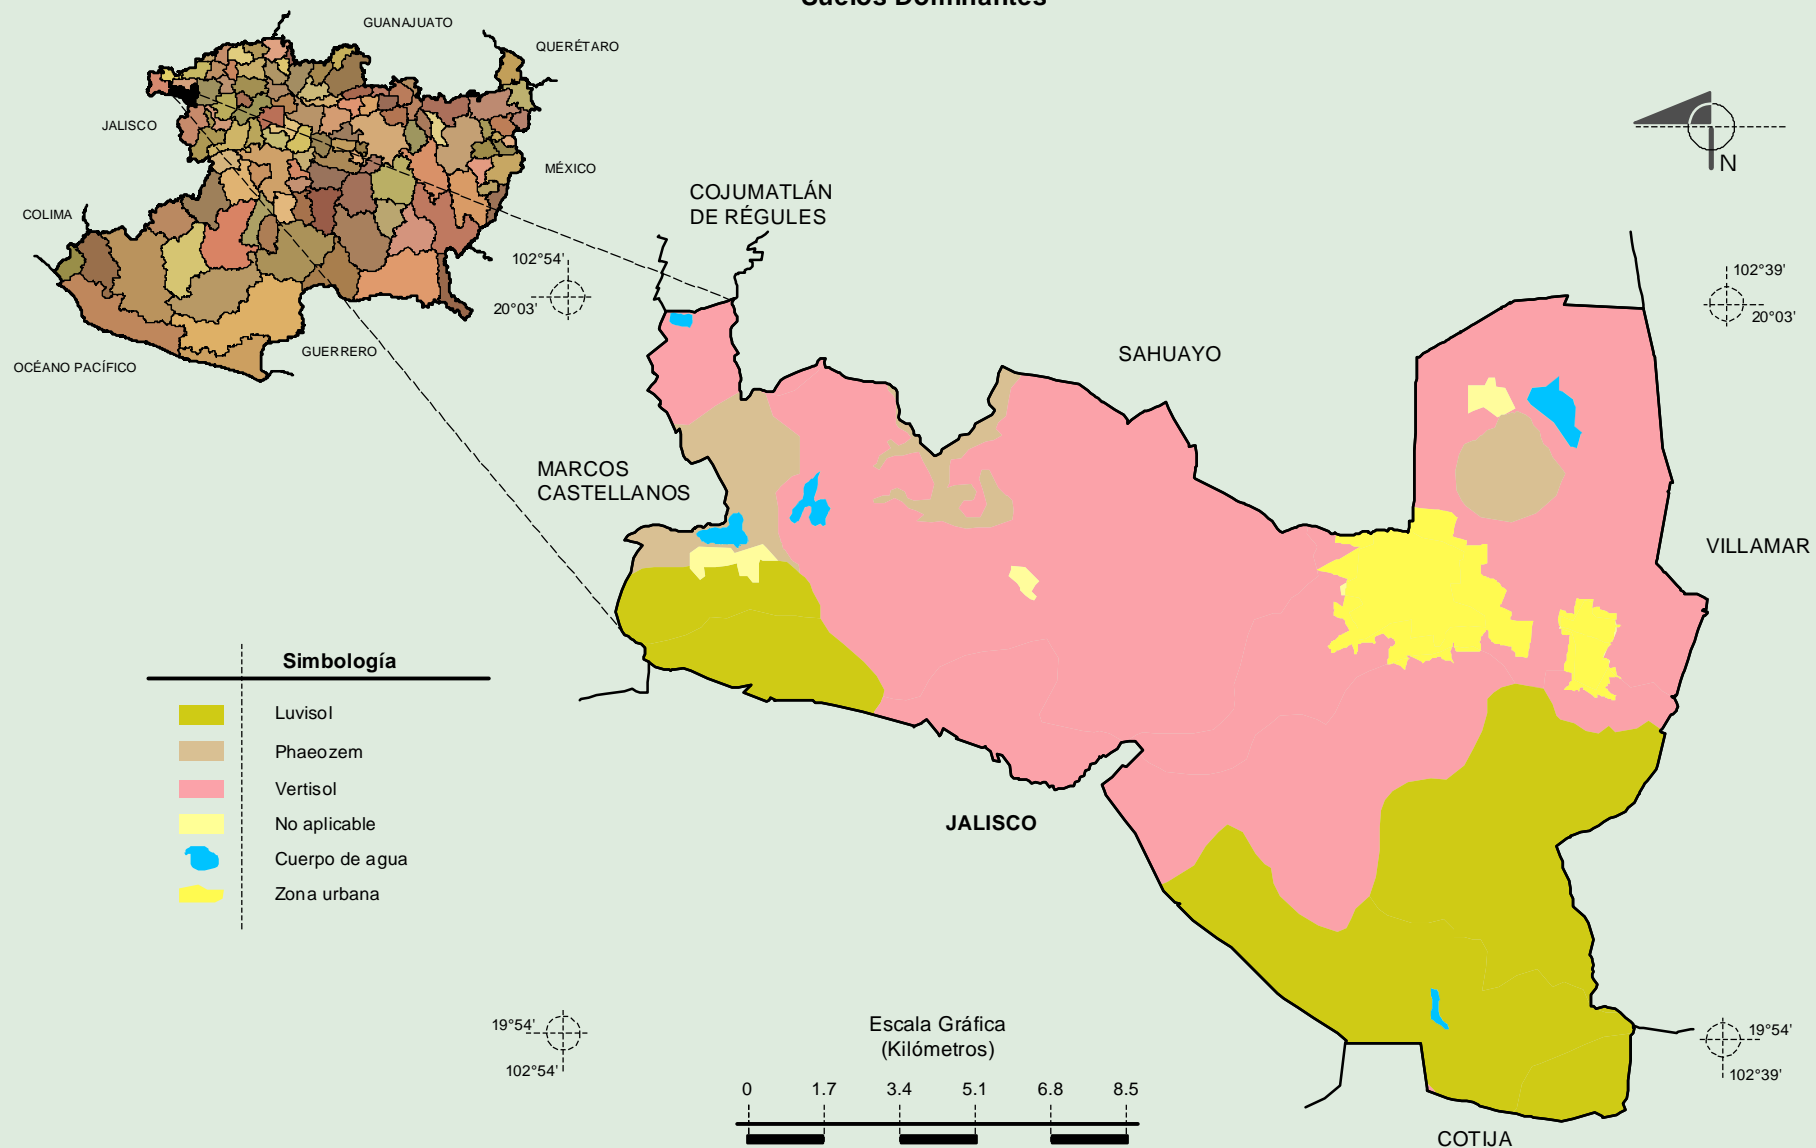 Suelos Dominantes
GUANAJUATO
QUERÉTARO
JALISCO
MÉXICO
COLIMA
GUERRERO
OCÉANO PACÍFICO
102°54'
20°03'
COJUMATLÁN
DE RÉGULES
N
102°39'
20°03'
SAHUAYO
MARCOS
CASTELLANOS
VILLAMAR
Simbología
Luvisol
Phaeozem
Vertisol
No aplicable
Cuerpo de agua
Zona urbana
JALISCO
19°54'
102°54'
Escala Gráfica
(Kilómetros)
0 1.7 3.4 5.1 6.8 8.5
19°54'
102°39'
COTIJA